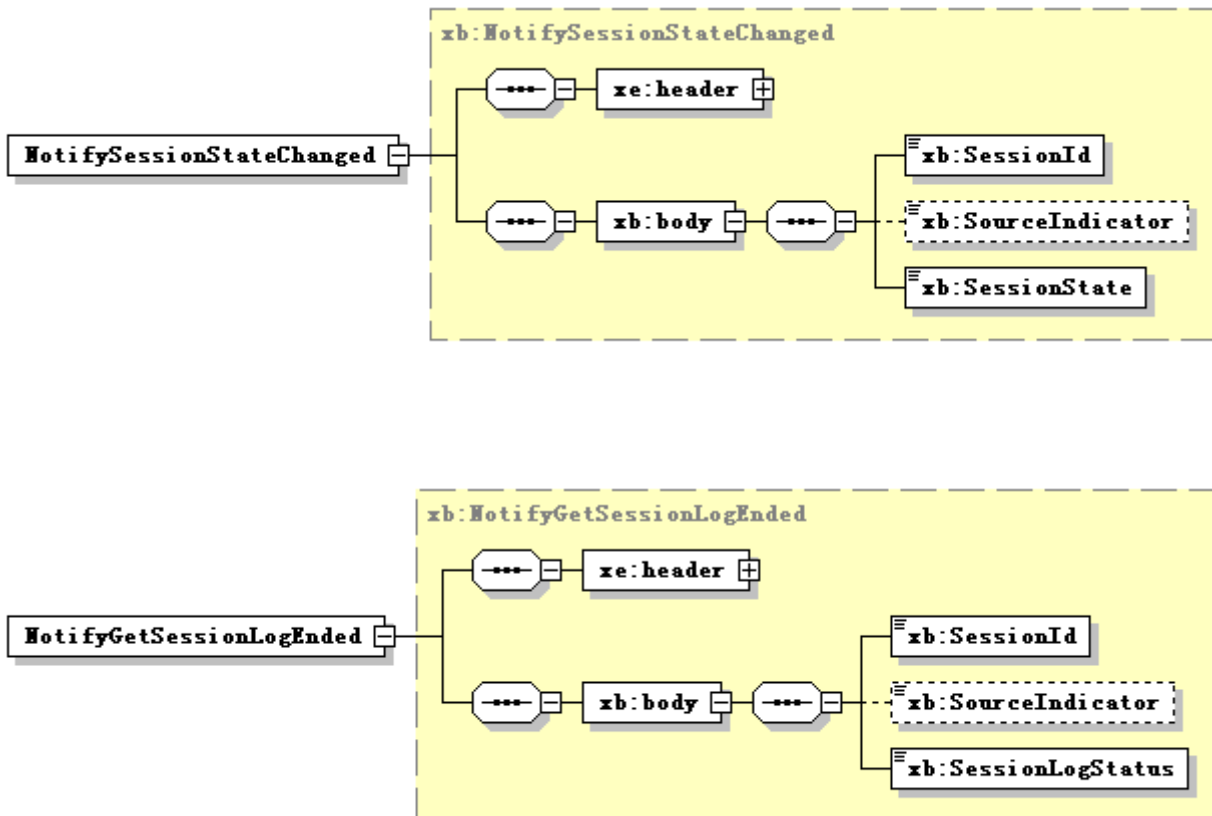 xb:NotifySessionStateChanged
xe:header
NotifySessionStateChanged
xb:SessionId
xb:body
xb:SourceIndicator
xb:SessionState
xb:NotifyGetSessionLogEnded
xe:header
NotifyGetSessionLogEnded
xb:SessionId
xb:body
xb:SourceIndicator
xb:SessionLogStatus